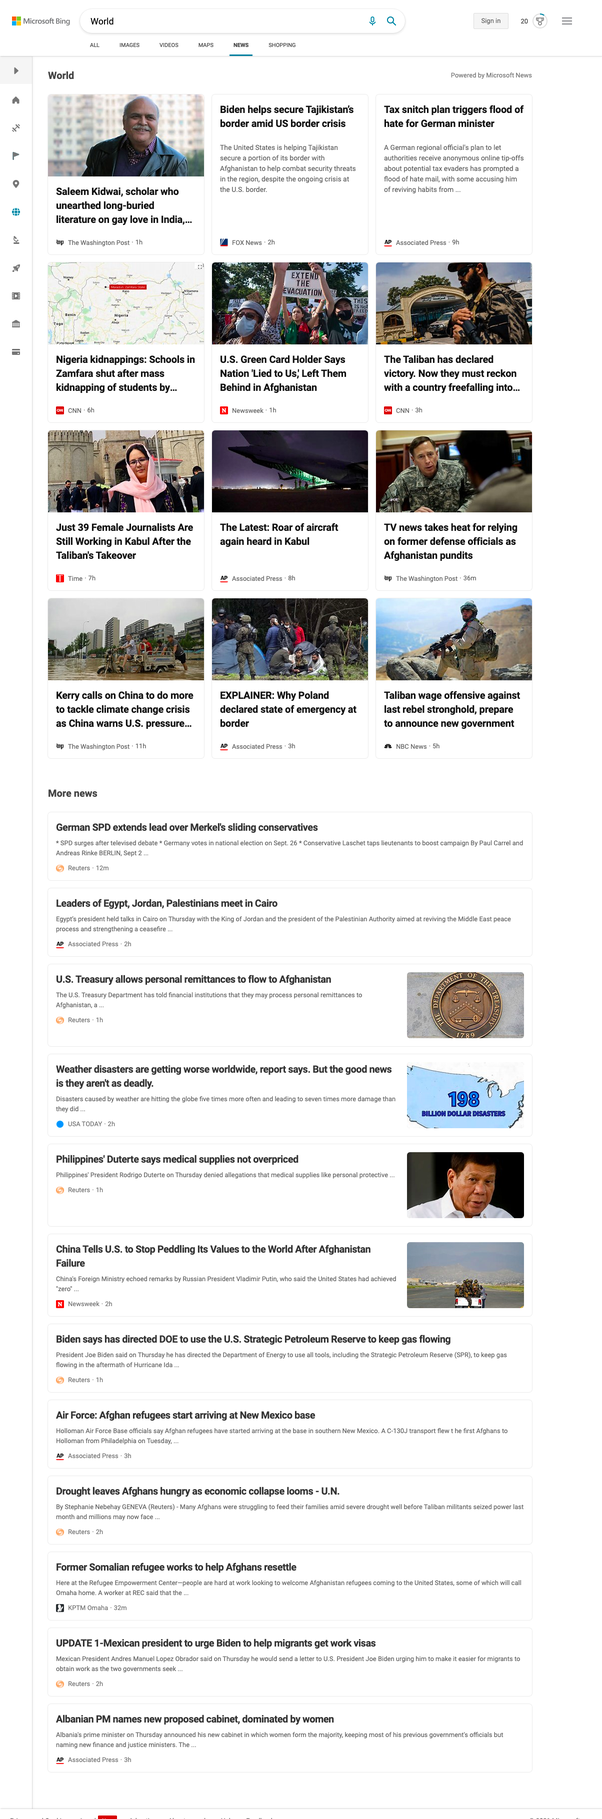 Microsoft Bing
World
Sign in
20
ALL
IMAGES
VIDEOS
MAPS
NEWS
SHOPPING
World
Powered by Microsoft News
Saleem Kidwai, scholar who
unearthed long-buried
literature on gay love in India,...
The Washington Post · 1h
Biden helps secure Tajikistan's
border amid US border crisis
The United States is helping Tajikistan
secure a portion of its border with
Afghanistan to help combat security threats
in the region, despite the ongoing crisis at
the U.S. border.
FOX News · 2h
Tax snitch plan triggers flood of
hate for German minister
A German regional official's plan to let
authorities receive anonymous online tip-offs
about potential tax evaders has prompted a
flood of hate mail, with some accusing him
of reviving habits from ...
AP Associated Press · 9h
Nigeria kidnappings: Schools in
Zamfara shut after mass
kidnapping of students by...
CNN · 6h
EXTEND
THE
EVACUATION
U.S. Green Card Holder Says
Nation 'Lied to Us,' Left Them
Behind in Afghanistan
N Newsweek · 1h
The Taliban has declared
victory. Now they must reckon
with a country freefalling into...
CNN · 3h
Just 39 Female Journalists Are
Still Working in Kabul After the
Taliban's Takeover
T Time · 7h
The Latest: Roar of aircraft
again heard in Kabul
AP Associated Press · 8h
TV news takes heat for relying
on former defense officials as
Afghanistan pundits
wp The Washington Post · 36m
Kerry calls on China to do more
to tackle climate change crisis
as China warns U.S. pressure...
wp The Washington Post · 11h
EXPLAINER: Why Poland
declared state of emergency at
border
AP Associated Press · 3h
Taliban wage offensive against
last rebel stronghold, prepare
to announce new government
NBC News · 5h
More news
German SPD extends lead over Merkel's sliding conservatives
* SPD surges after televised debate * Germany votes in national election on Sept. 26 * Conservative Laschet taps lieutenants to boost campaign By Paul Carrel and
Andreas Rinke BERLIN, Sept 2 ...
Reuters · 12m
Leaders of Egypt, Jordan, Palestinians meet in Cairo
Egypt's president held talks in Cairo on Thursday with the King of Jordan and the president of the Palestinian Authority aimed at reviving the Middle East peace
process and strengthening a ceasefire ...
AP Associated Press · 2h
U.S. Treasury allows personal remittances to flow to Afghanistan
The U.S. Treasury Department has told financial institutions that they may process personal remittances to
Afghanistan, a ...
Reuters · 1h
THE DEPARTMENT OF THE TREASURY
1789
Weather disasters are getting worse worldwide, report says. But the good news
is they aren't as deadly.
Disasters caused by weather are hitting the globe five times more often and leading to seven times more damage than
they did ...
USA TODAY · 2h
198
BILLION DOLLAR DISASTERS
Philippines' Duterte says medical supplies not overpriced
Philippines' President Rodrigo Duterte on Thursday denied allegations that medical supplies like personal protective ...
Reuters · 1h
China Tells U.S. to Stop Peddling Its Values to the World After Afghanistan
Failure
China's Foreign Ministry echoed remarks by Russian President Vladimir Putin, who said the United States had achieved
"zero" ...
N Newsweek · 2h
Biden says has directed DOE to use the U.S. Strategic Petroleum Reserve to keep gas flowing
President Joe Biden said on Thursday he has directed the Department of Energy to use all tools, including the Strategic Petroleum Reserve (SPR), to keep gas
flowing in the aftermath of Hurricane Ida ...
Reuters · 1h
Air Force: Afghan refugees start arriving at New Mexico base
Holloman Air Force Base officials say Afghan refugees have started arriving at the base in southern New Mexico. A C-130J transport flew t he first Afghans to
Holloman from Philadelphia on Tuesday, ...
AP Associated Press · 3h
Drought leaves Afghans hungry as economic collapse looms - U.N.
By Stephanie Nebehay GENEVA (Reuters) - Many Afghans were struggling to feed their families amid severe drought well before Taliban militants seized power last
month and millions may now face ...
Reuters · 2h
Former Somalian refugee works to help Afghans resettle
Here at the Refugee Empowerment Center—people are hard at work looking to welcome Afghanistan refugees coming to the United States, some of which will call
Omaha home. A worker at REC said that the ...
KPTM Omaha · 32m
UPDATE 1-Mexican president to urge Biden to help migrants get work visas
Mexican President Andres Manuel Lopez Obrador said on Thursday he would send a letter to U.S. President Joe Biden urging him to make it easier for migrants to
obtain work as the two governments seek ...
Reuters · 2h
Albanian PM names new proposed cabinet, dominated by women
Albania's prime minister on Thursday announced his new cabinet in which women form the majority, keeping most of his previous government's officials but
naming new finance and justice ministers. The ...
AP Associated Press · 3h